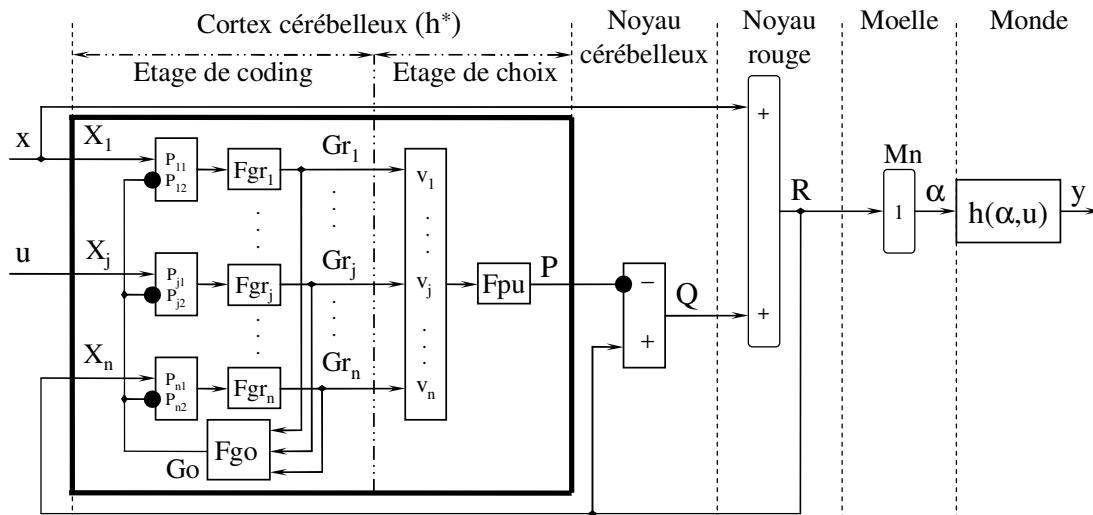 Cortex cérébelleux (h*)
Noyau cérébelleux
Noyau rouge
Moelle
Monde
Etage de coding
Etage de choix
x
X1
P11
P12
Fgr1
Gr1
v1
+
Mn
R
1
α
h(α,u)
y
u
Xj
Pj1
Pj2
Fgrj
Grj
vj
Fpu
P
−
+
Q
+
Xn
Pn1
Pn2
Fgrn
Grn
vn
Fgo
Go